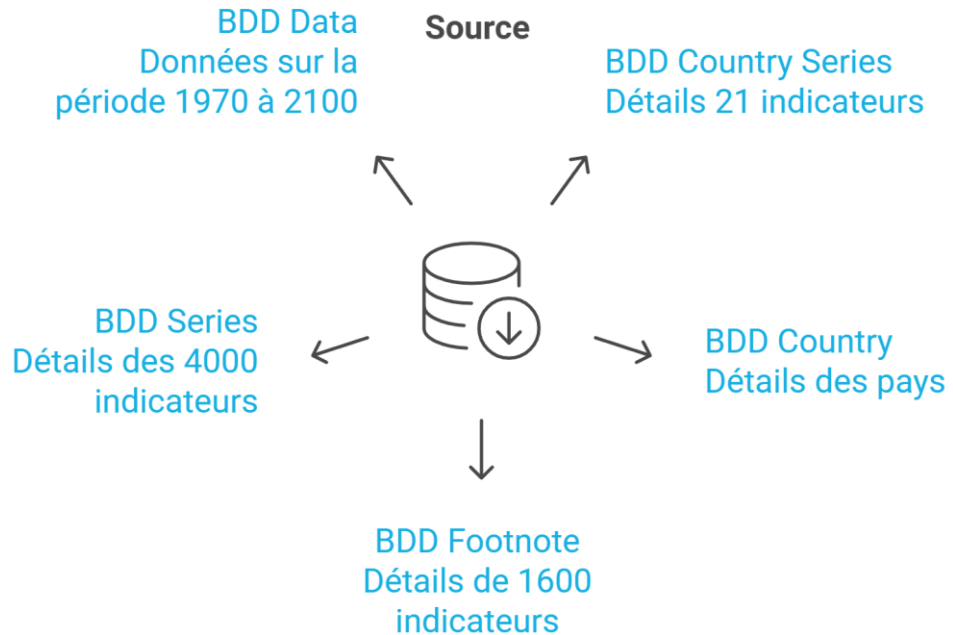 Source
BDD Data
Données sur la
période 1970 à 2100
BDD Country Series
Détails 21 indicateurs
BDD Series
Détails des 4000
indicateurs
BDD Country
Détails des pays
BDD Footnote
Détails de 1600
indicateurs